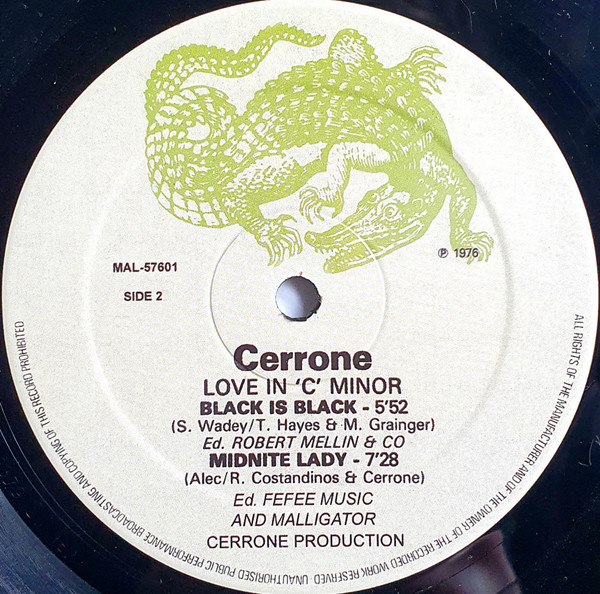 ℗ 1976
MAL-57601
SIDE 2
Cerrone
LOVE IN 'C' MINOR
BLACK IS BLACK - 5'52
(S. Wadey/T. Hayes & M. Grainger)
Ed. ROBERT MELLIN & CO
MIDNITE LADY - 7'28
(Alec/R. Costandinos & Cerrone)
Ed. FEFEE MUSIC
AND MALLIGATOR
CERRONE PRODUCTION
ALL RIGHTS OF THE MANUFACTURER AND OF THE OWNER OF THE RECORDED WORK RESERVED · UNAUTHORISED PUBLIC PERFORMANCE BROADCASTING AND COPYING OF THIS RECORD PROHIBITED